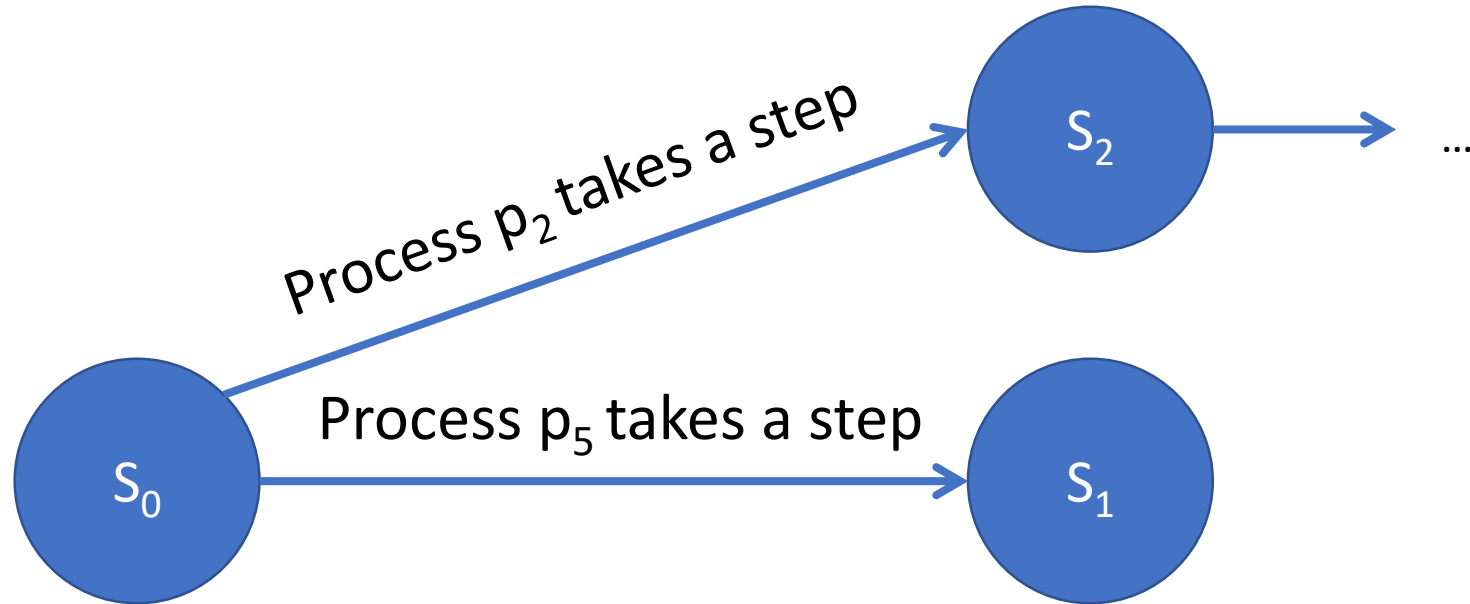 Process p₂ takes a step
S₂
...
Process p₅ takes a step
S₀
S₁